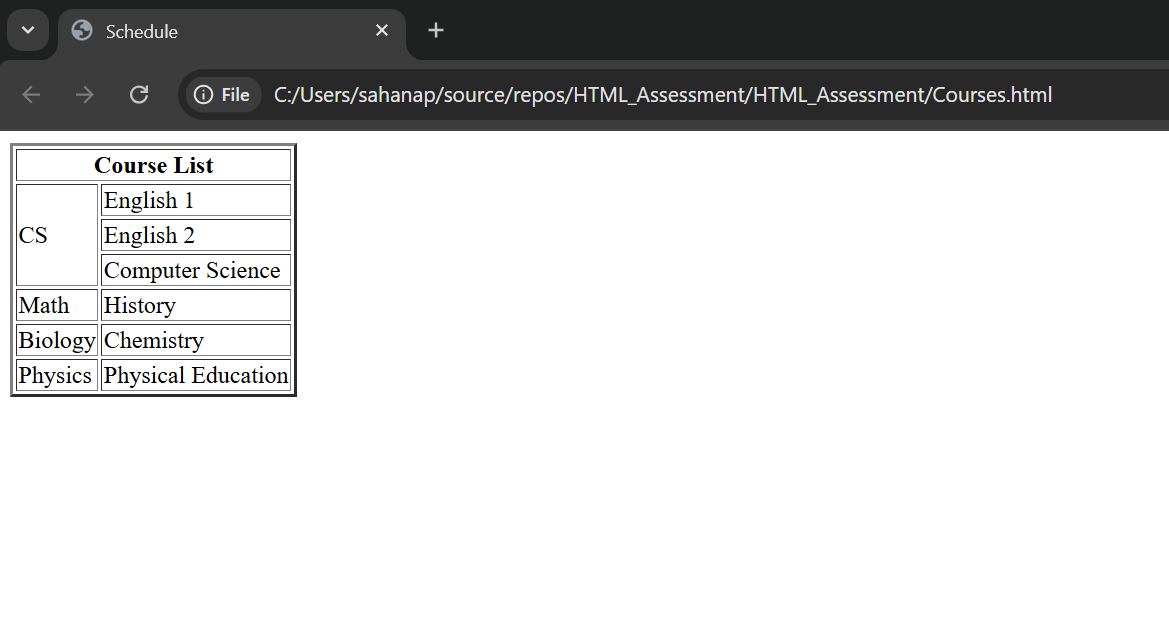 Schedule
File C:/Users/sahanap/source/repos/HTML_Assessment/HTML_Assessment/Courses.html
Course List
CS
English 1
English 2
Computer Science
Math History
Biology Chemistry
Physics Physical Education